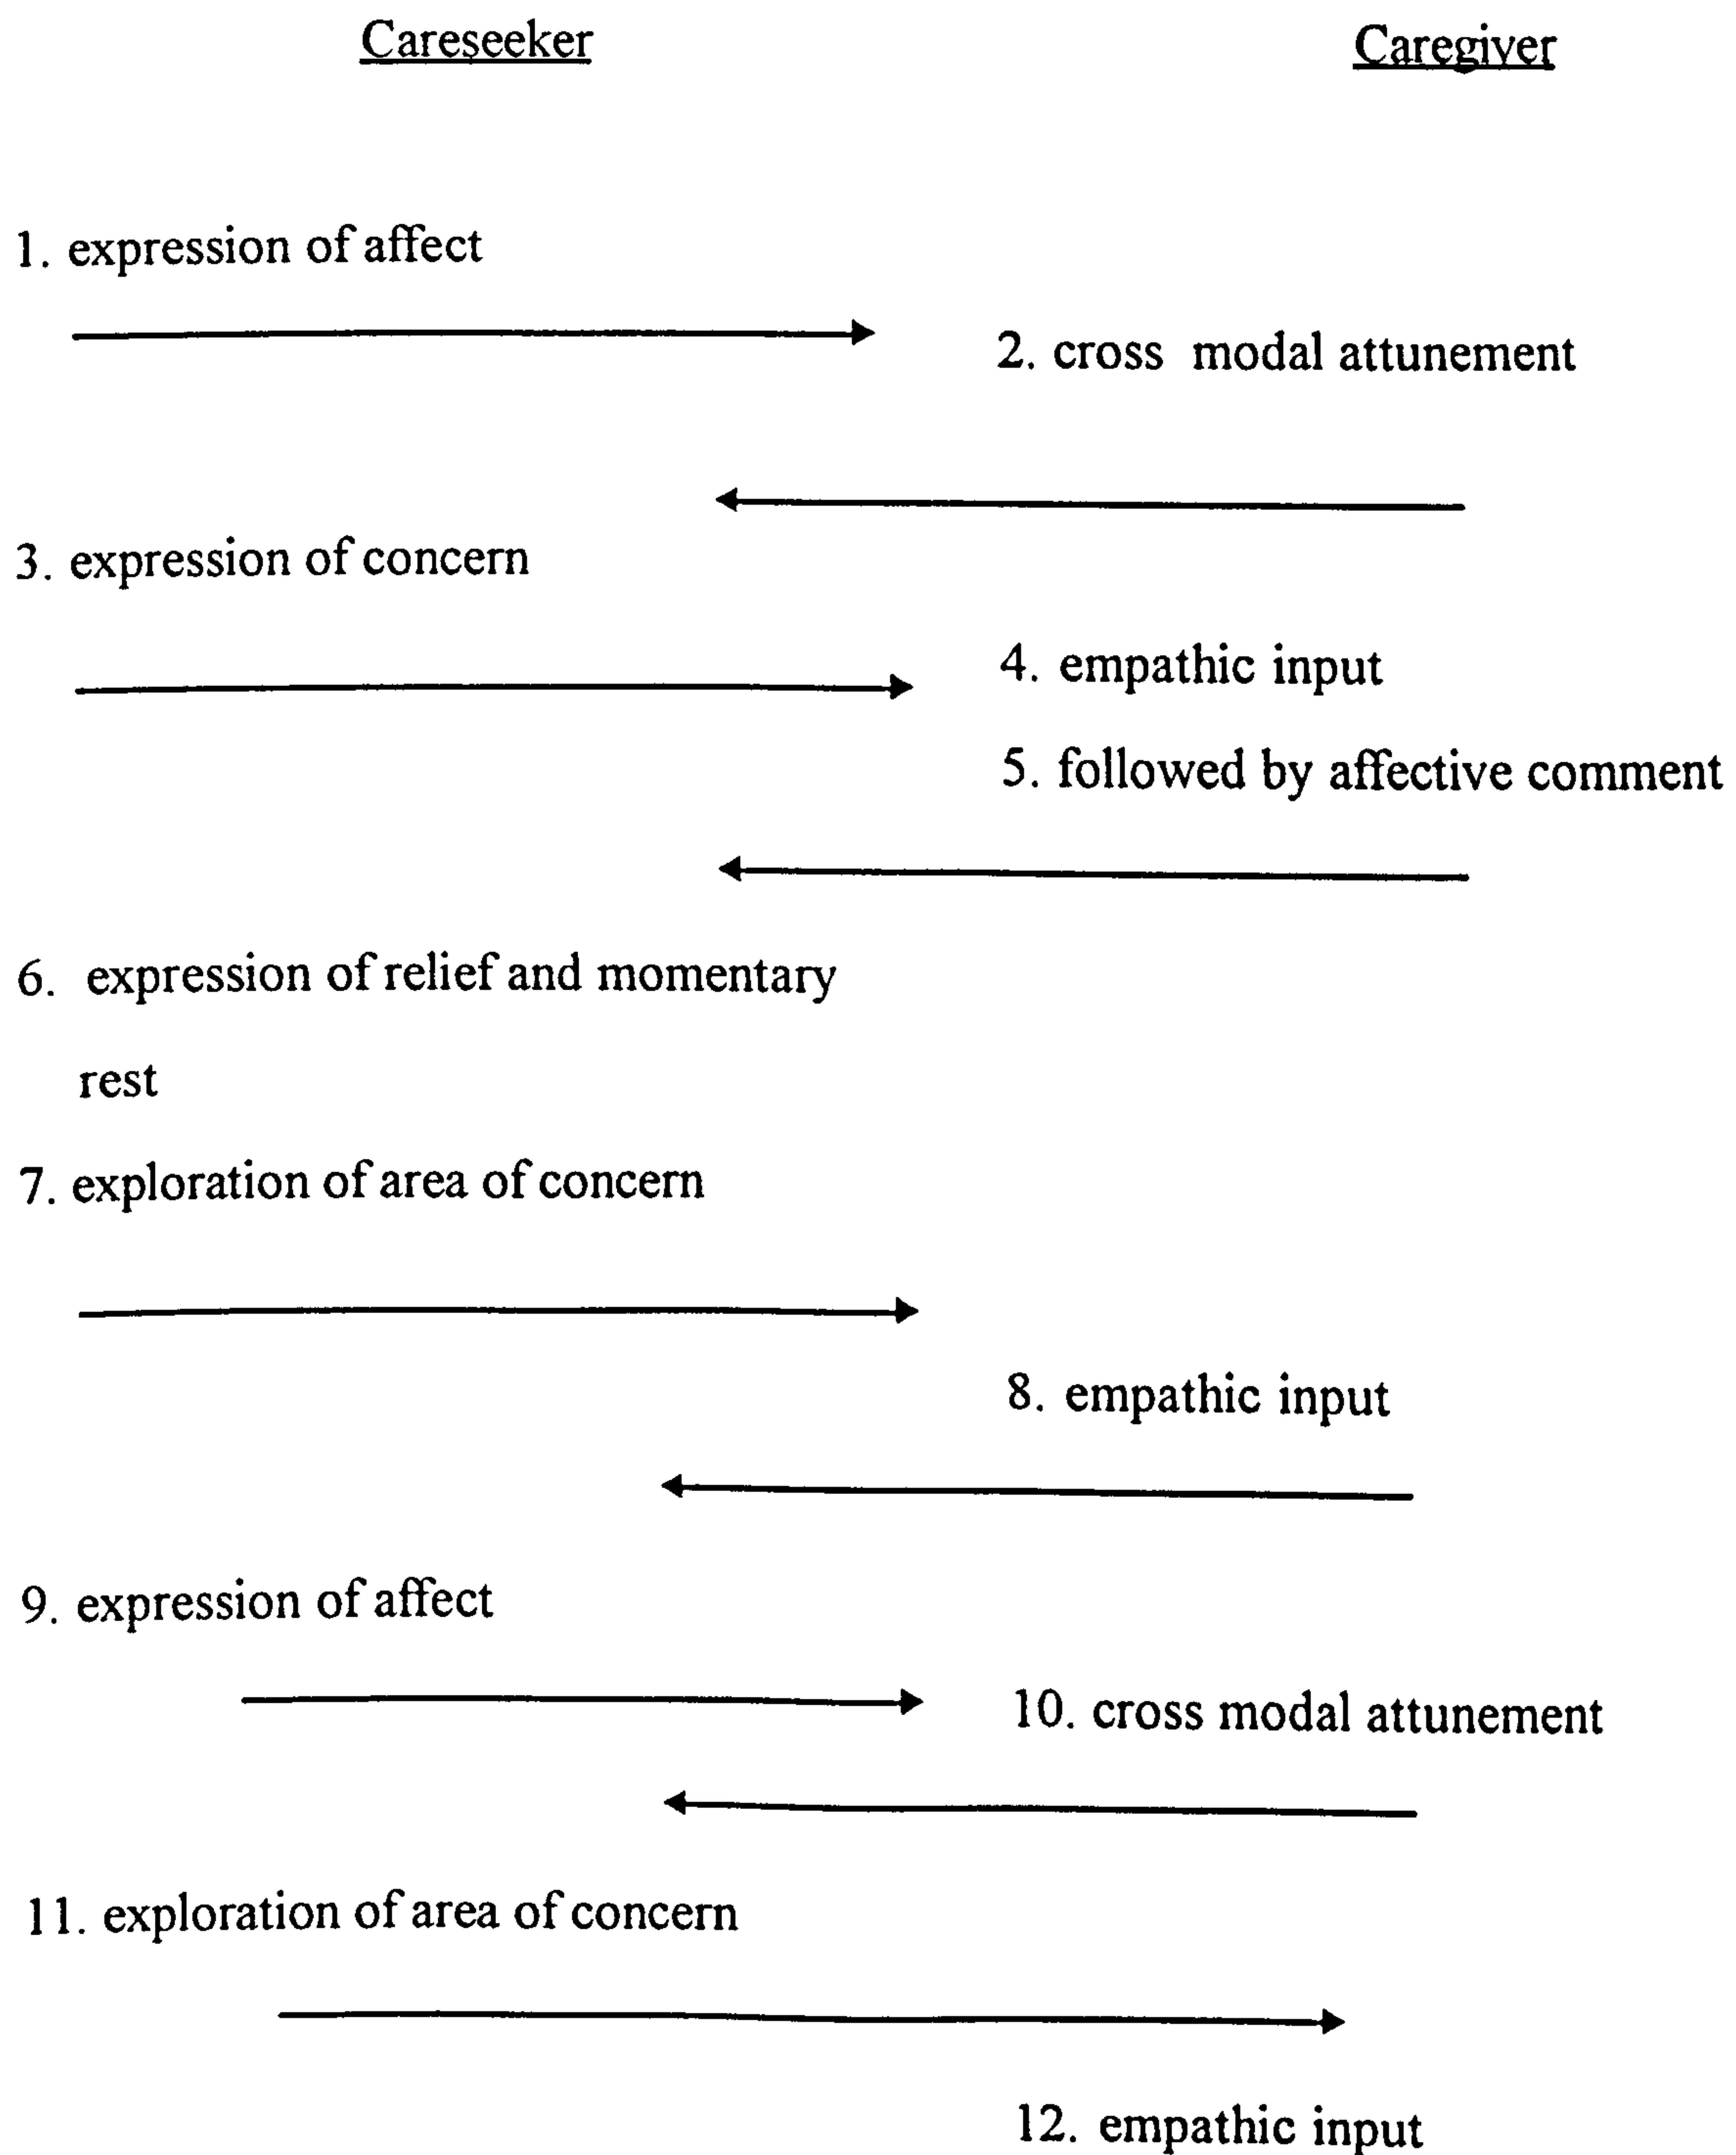 Careseeker Caregiver
1. expression of affect
2. cross modal attunement
3. expression of concern
4. empathic input
5. followed by affective comment
6. expression of relief and momentary
rest
7. exploration of area of concern
8. empathic input
9. expression of affect
10. cross modal attunement
11. exploration of area of concern
12. empathic input